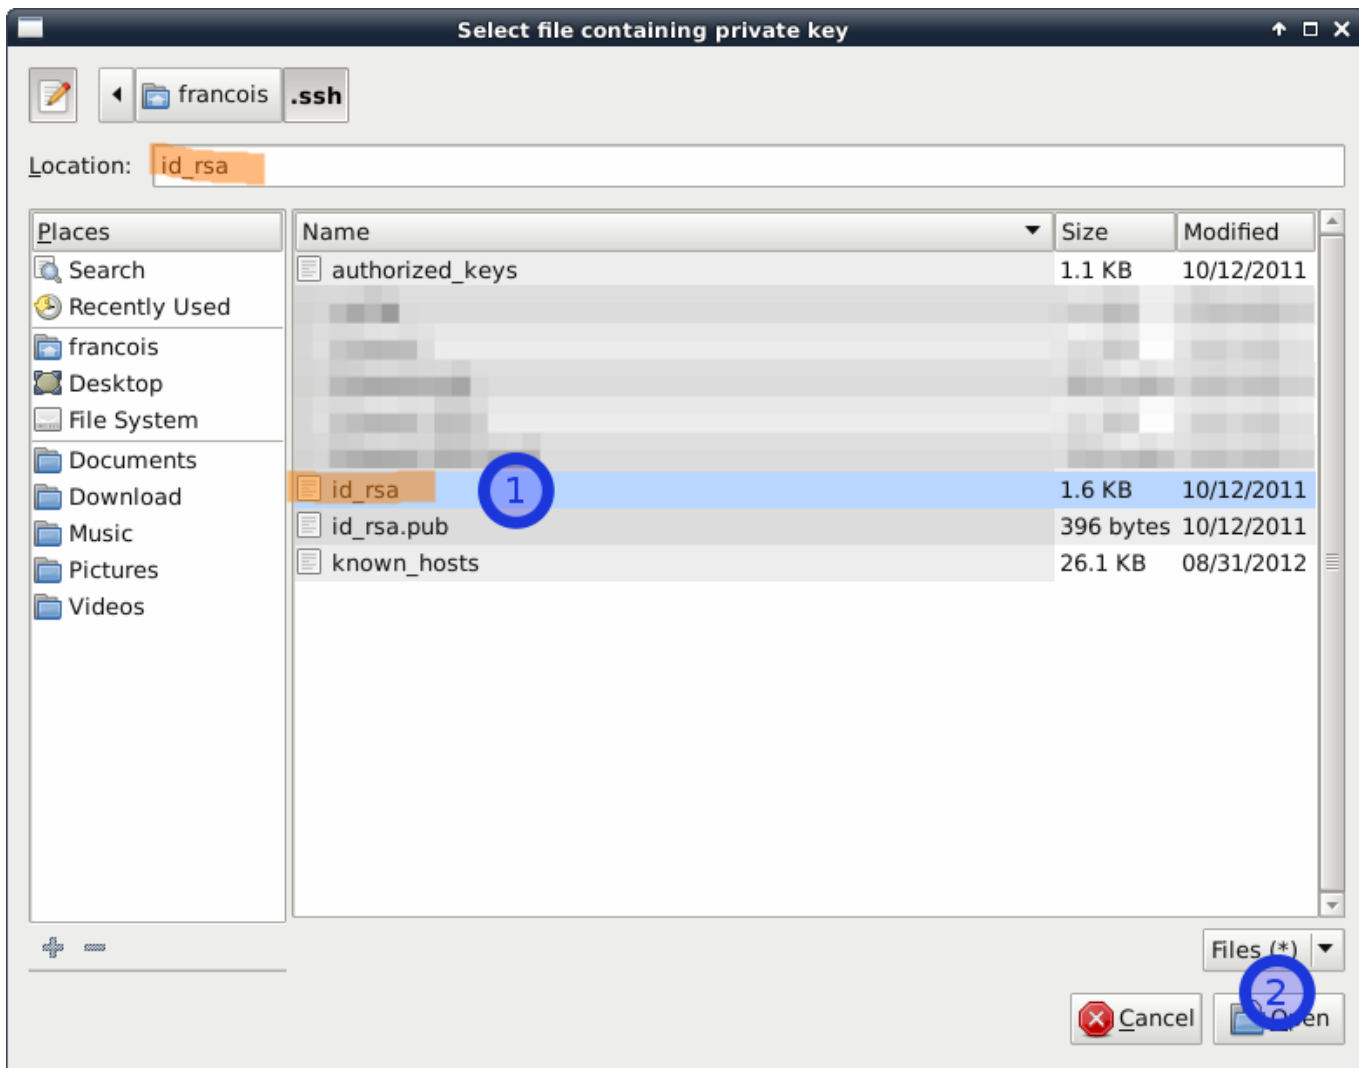 Select file containing private key
francois .ssh
Location: id_rsa
Places
Search
Recently Used
francois
Desktop
File System
Documents
Download
Music
Pictures
Videos
Name Size Modified
authorized_keys 1.1 KB 10/12/2011
id_rsa 1 1.6 KB 10/12/2011
id_rsa.pub 396 bytes 10/12/2011
known_hosts 26.1 KB 08/31/2012
Files (*)
2
Cancel Open